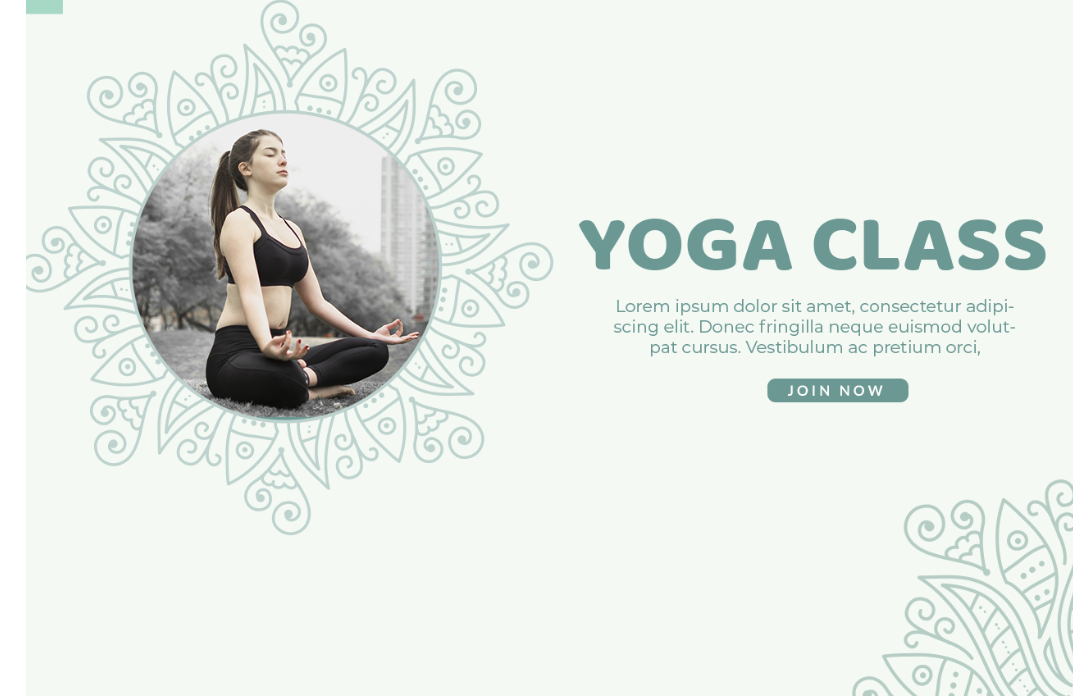 YOGA CLASS
Lorem ipsum dolor sit amet, consectetur adipi-
scing elit. Donec fringilla neque euismod volut-
pat cursus. Vestibulum ac pretium orci,
JOIN NOW